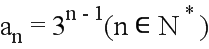 aₙ = 3ⁿ ⁻ ¹(n ∈ N*)